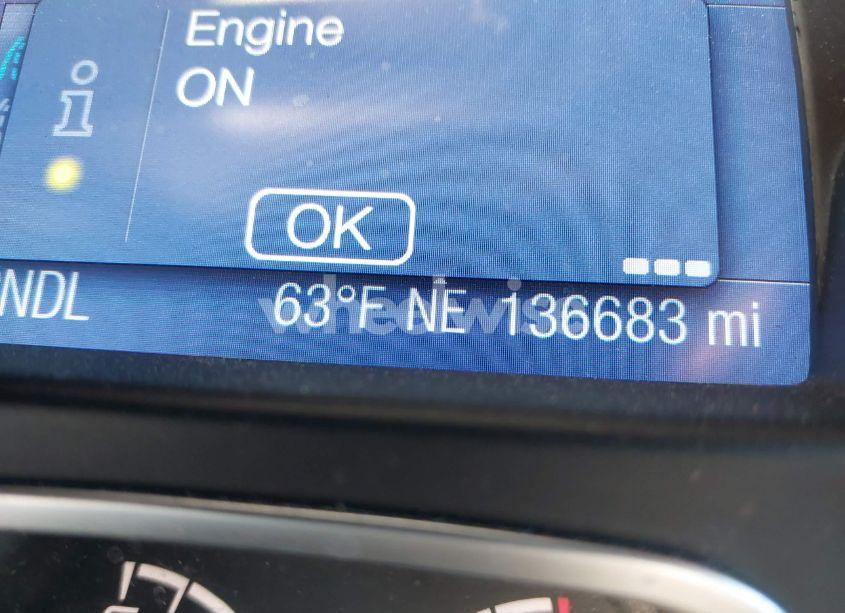 Engine
ON
i
OK
NDL 63°F NE 136683 mi